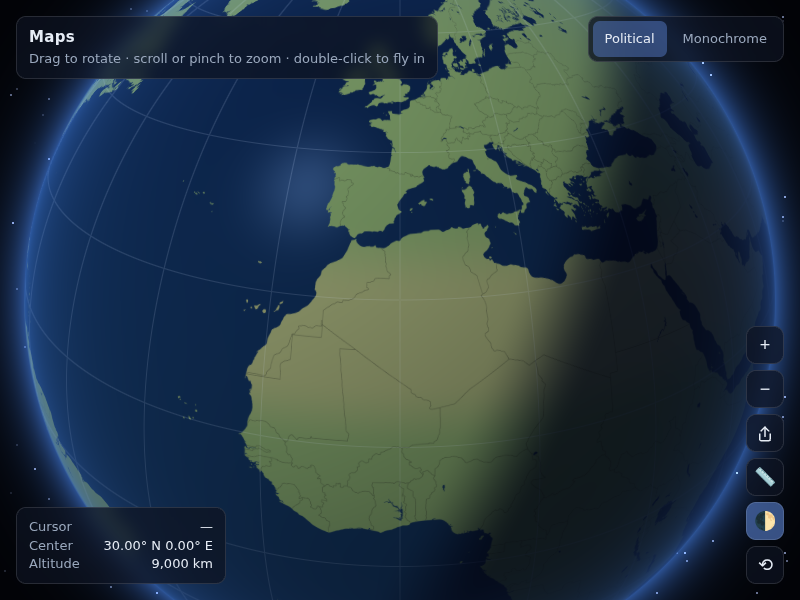 Maps
Drag to rotate · scroll or pinch to zoom · double-click to fly in
Political Monochrome
+
−
Cursor —
Center 30.00° N 0.00° E
Altitude 9,000 km